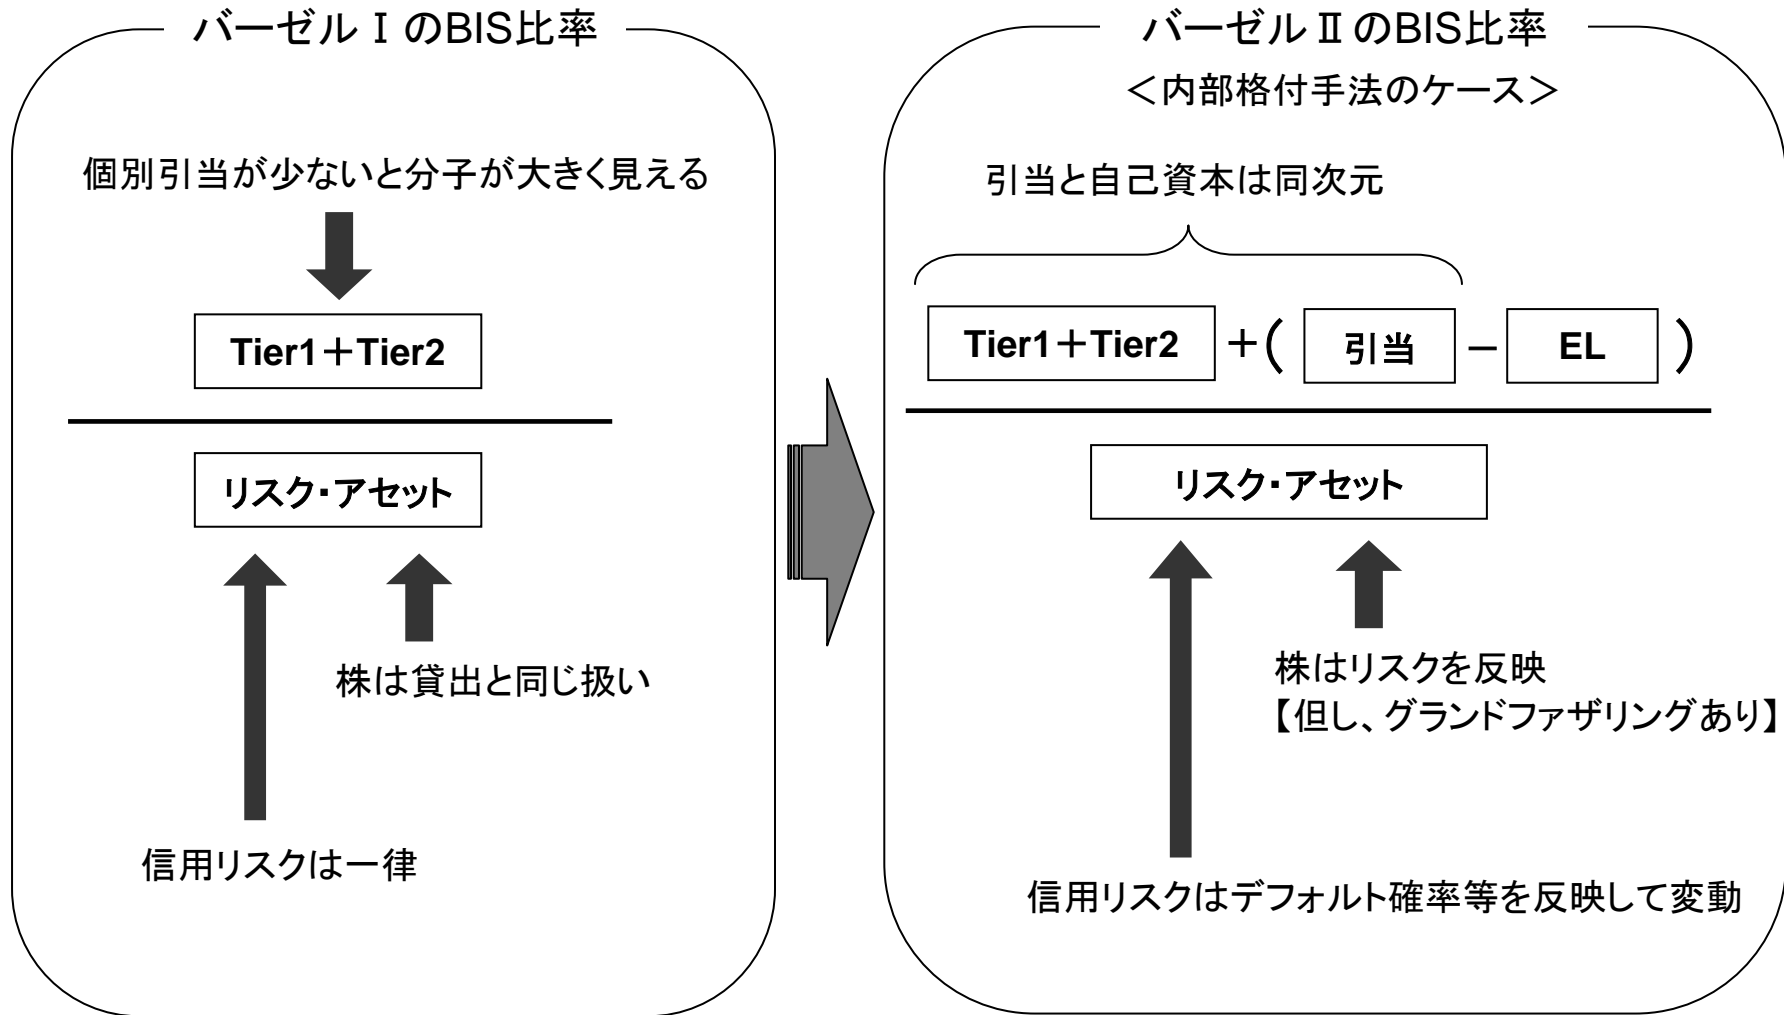 バーゼルⅠのBIS比率
個別引当が少ないと分子が大きく見える
Tier1＋Tier2
リスク・アセット
株は貸出と同じ扱い
信用リスクは一律
バーゼルⅡのBIS比率
＜内部格付手法のケース＞
引当と自己資本は同次元
Tier1＋Tier2 ＋（ 引当 － EL ）
リスク・アセット
株はリスクを反映
【但し、グランドファザリングあり】
信用リスクはデフォルト確率等を反映して変動